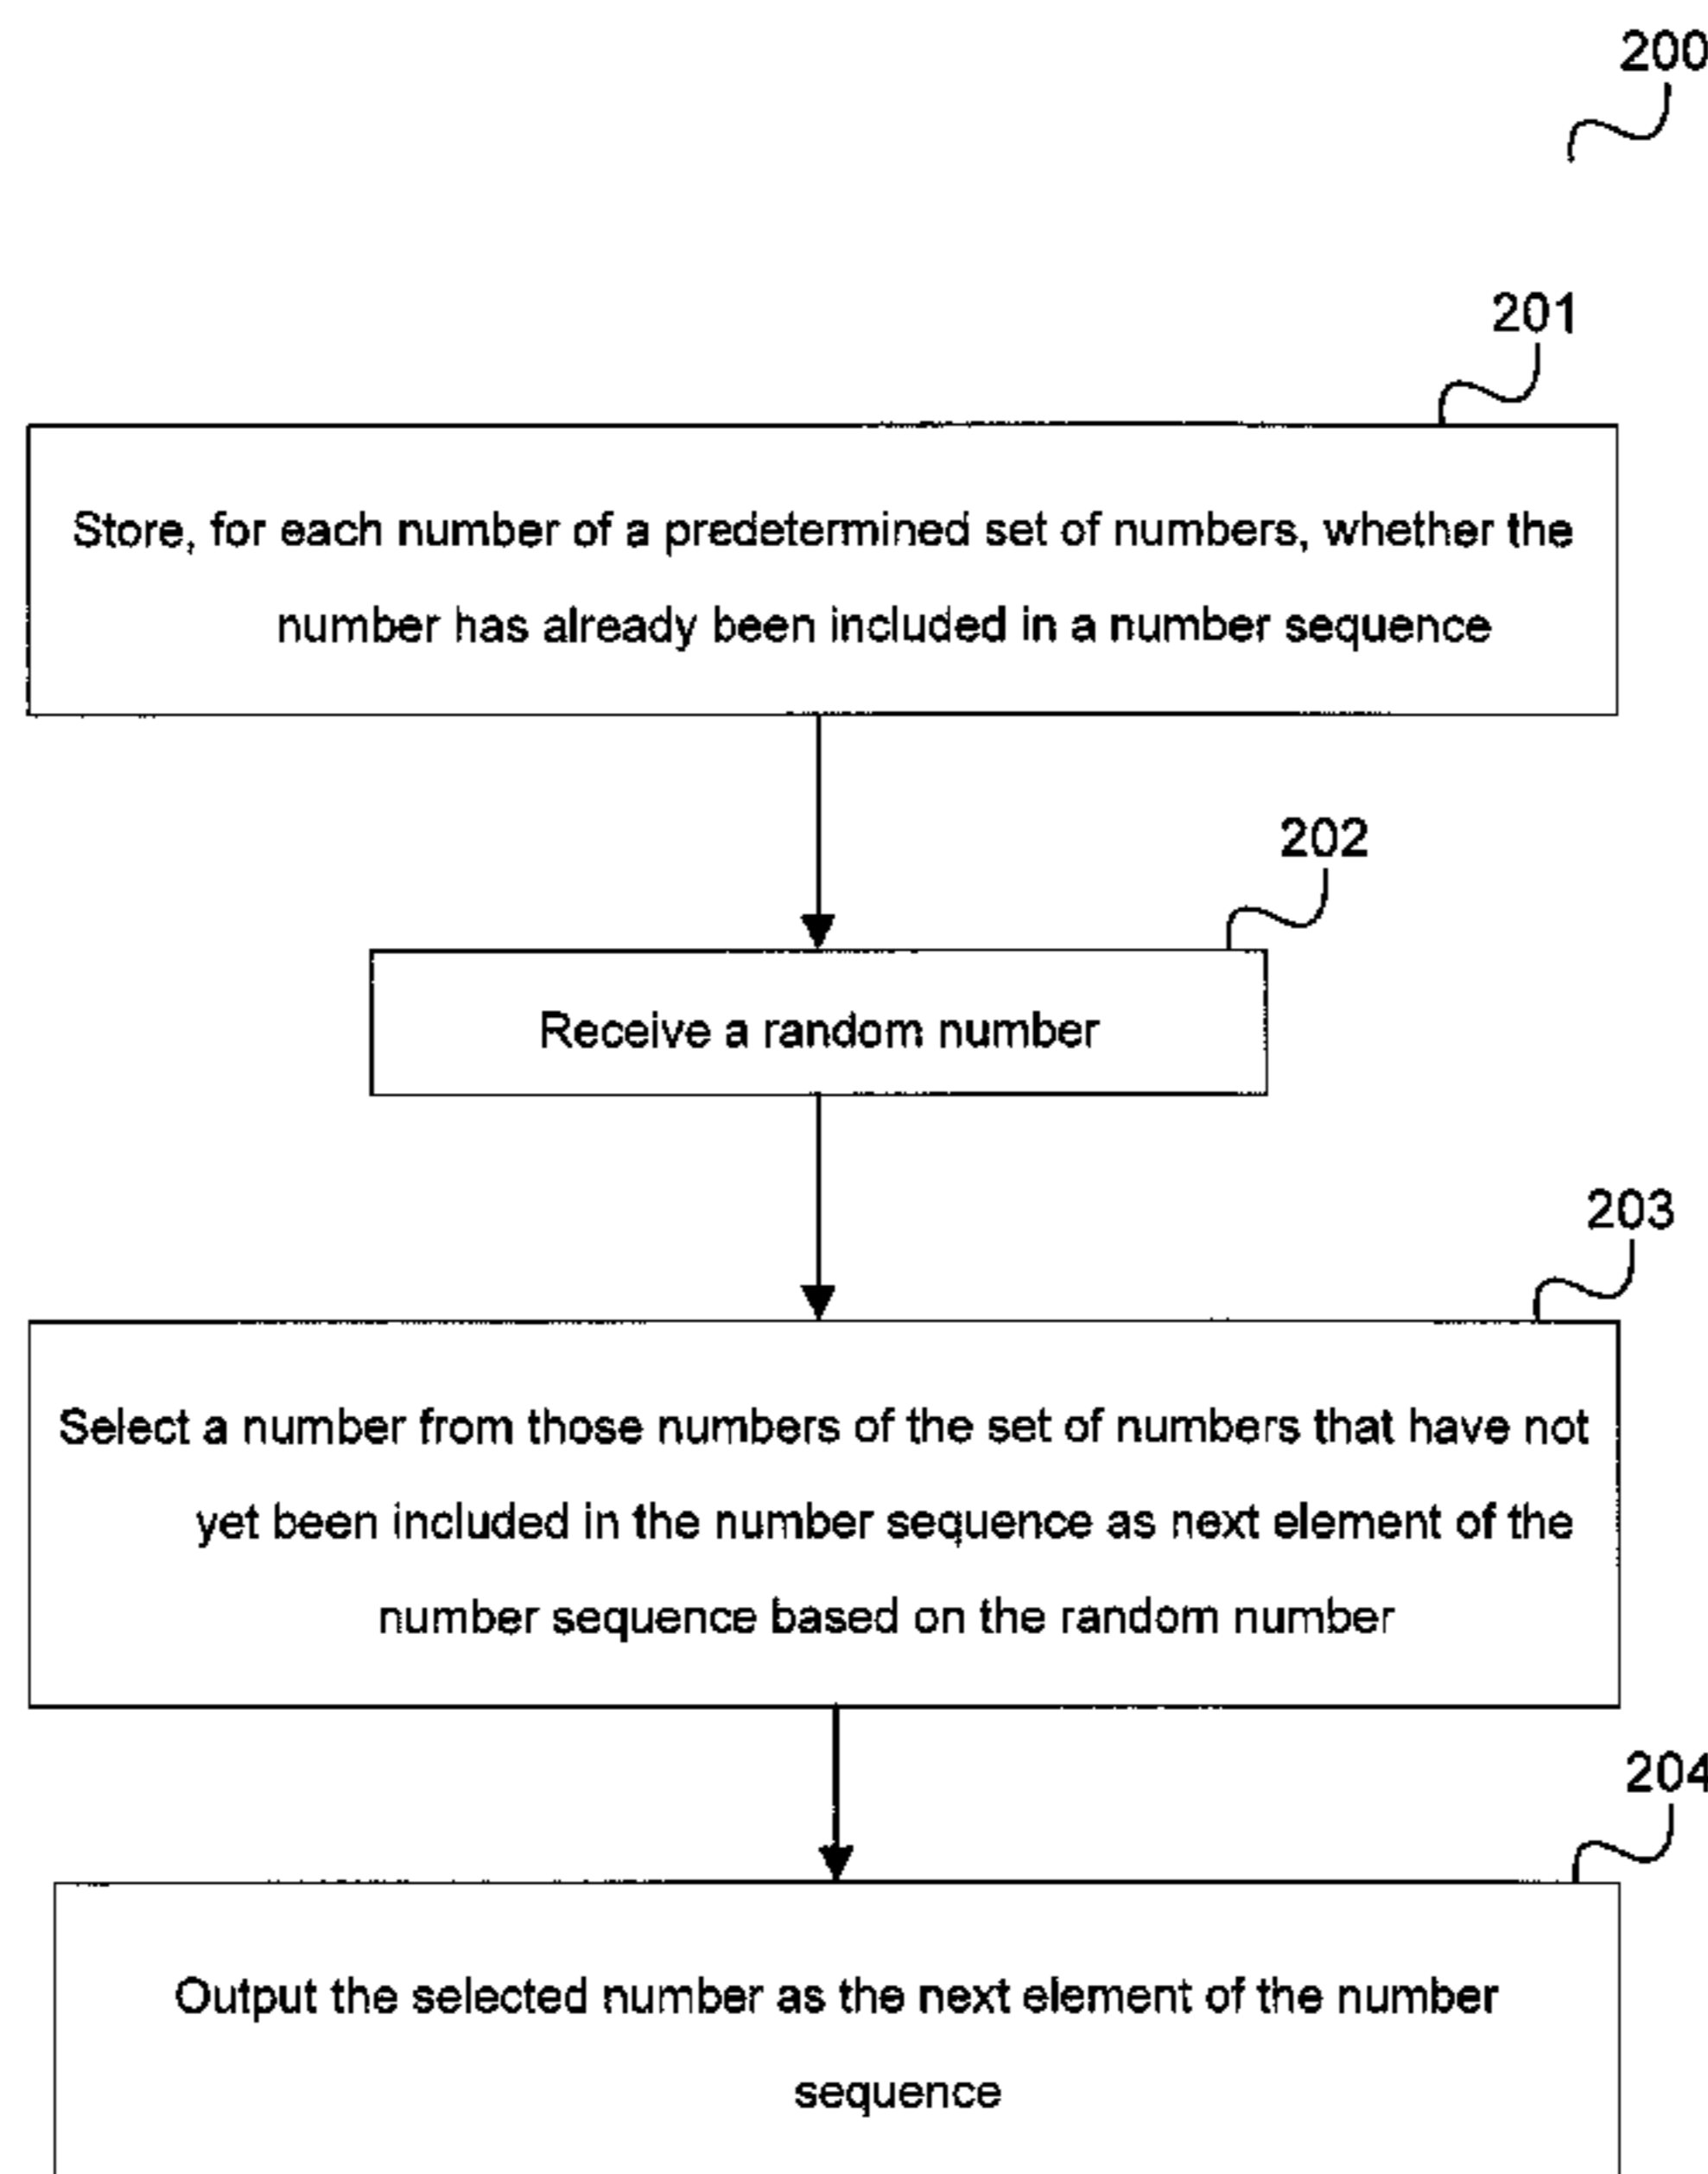 200
201
Store, for each number of a predetermined set of numbers, whether the
number has already been included in a number sequence
202
Receive a random number
203
Select a number from those numbers of the set of numbers that have not
yet been included in the number sequence as next element of the
number sequence based on the random number
204
Output the selected number as the next element of the number
sequence